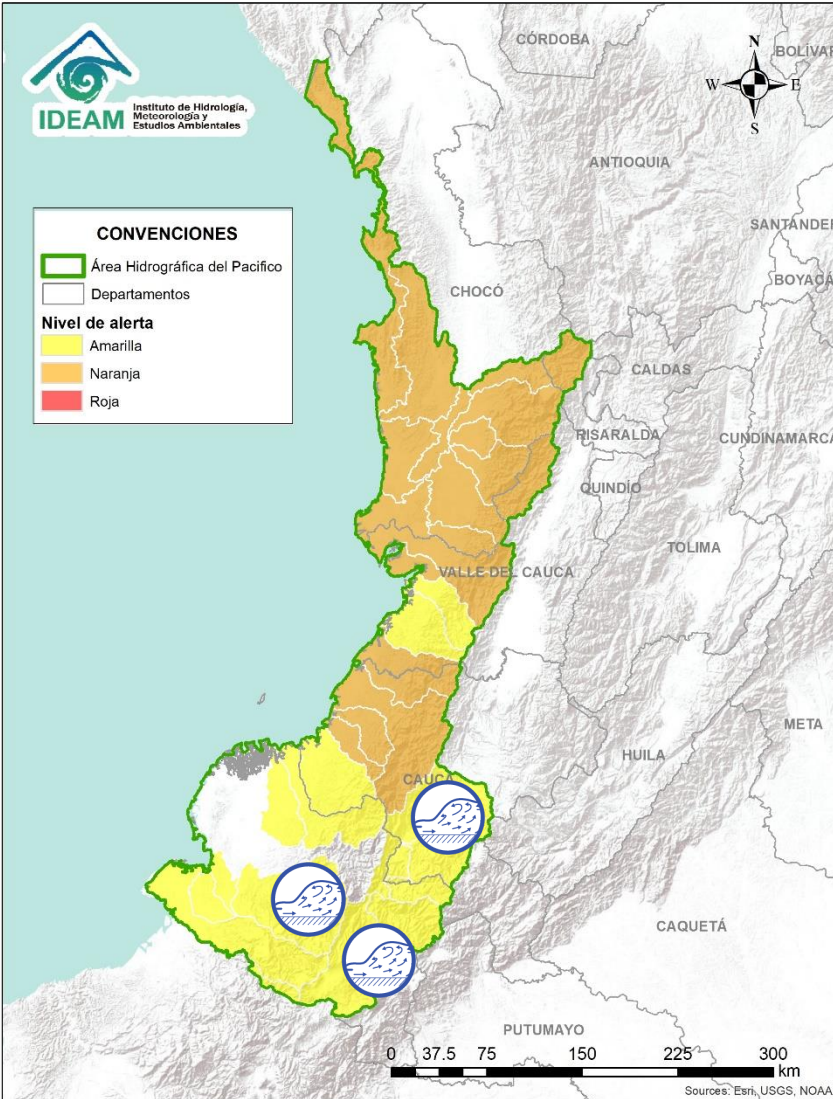 IDEAM
Instituto de Hidrología,
Meteorología y
Estudios Ambientales
N
W
E
S
CÓRDOBA
BOLÍVAR
ANTIOQUIA
SANTANDER
BOYACÁ
CHOCÓ
CALDAS
RISARALDA
CUNDINAMARCA
QUINDÍO
TOLIMA
VALLE DEL CAUCA
META
HUILA
CAUCA
CAQUETÁ
PUTUMAYO
CONVENCIONES
Área Hidrográfica del Pacifico
Departamentos
Nivel de alerta
Amarilla
Naranja
Roja
0 37.5 75 150 225 300
km
Sources: Esri, USGS, NOAA